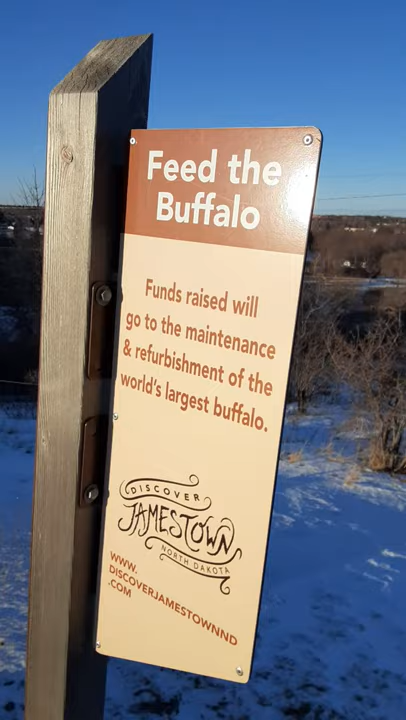 Feed the
Buffalo
Funds raised will
go to the maintenance
& refurbishment of the
world's largest buffalo.
DISCOVER
JAMESTOWN
NORTH DAKOTA
WWW.
DISCOVERJAMESTOWNND
.COM